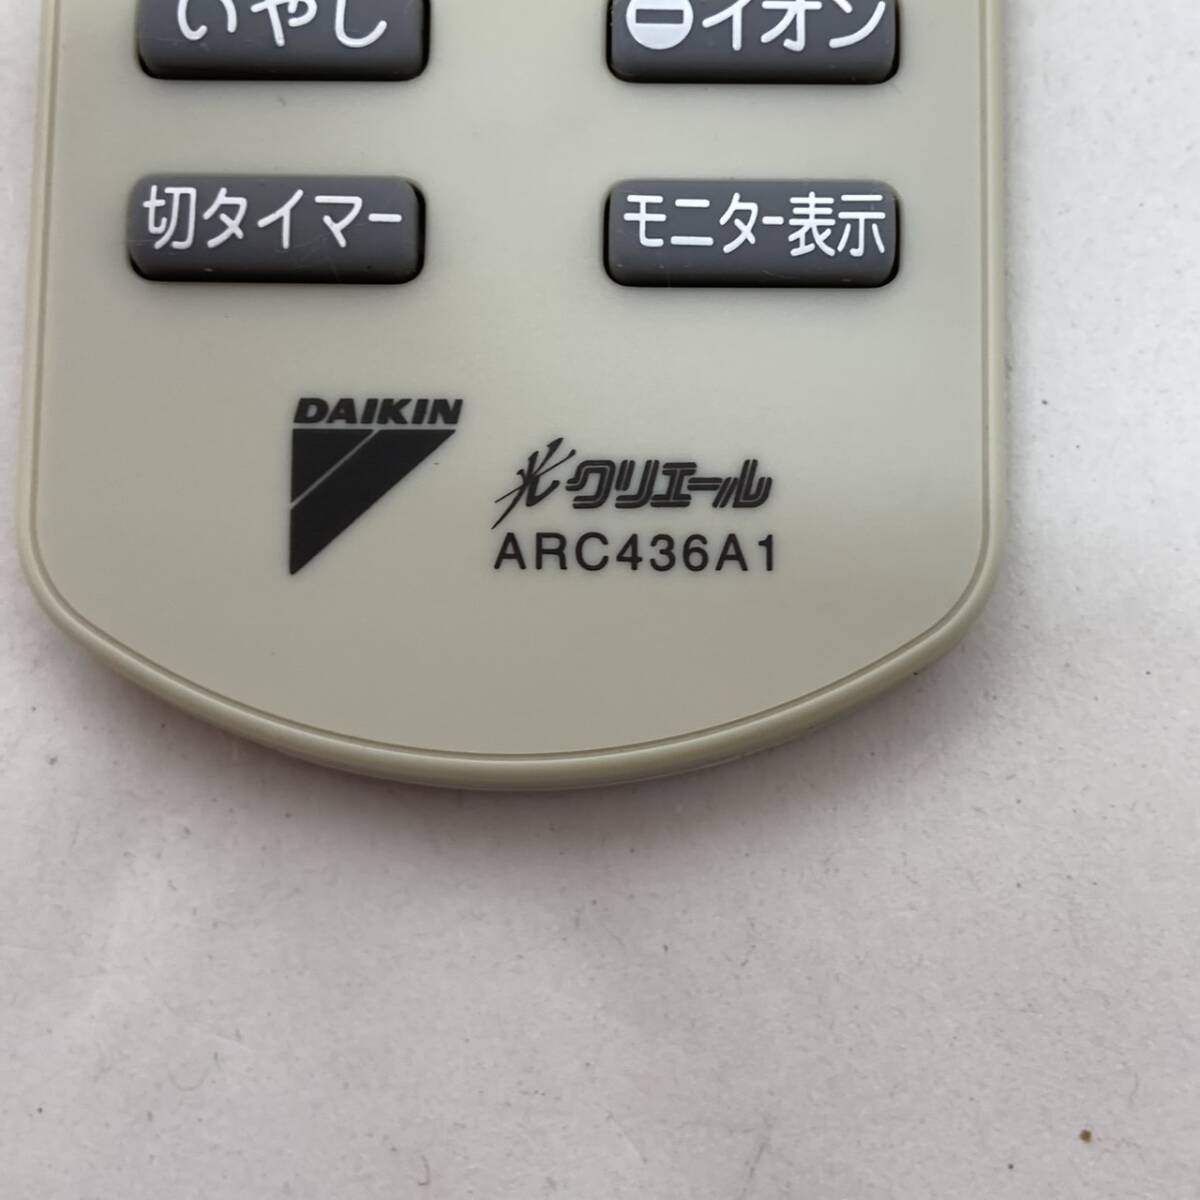 いやし
⊖イオン
切タイマー
モニター表示
DAIKIN
光クリエール
ARC436A1